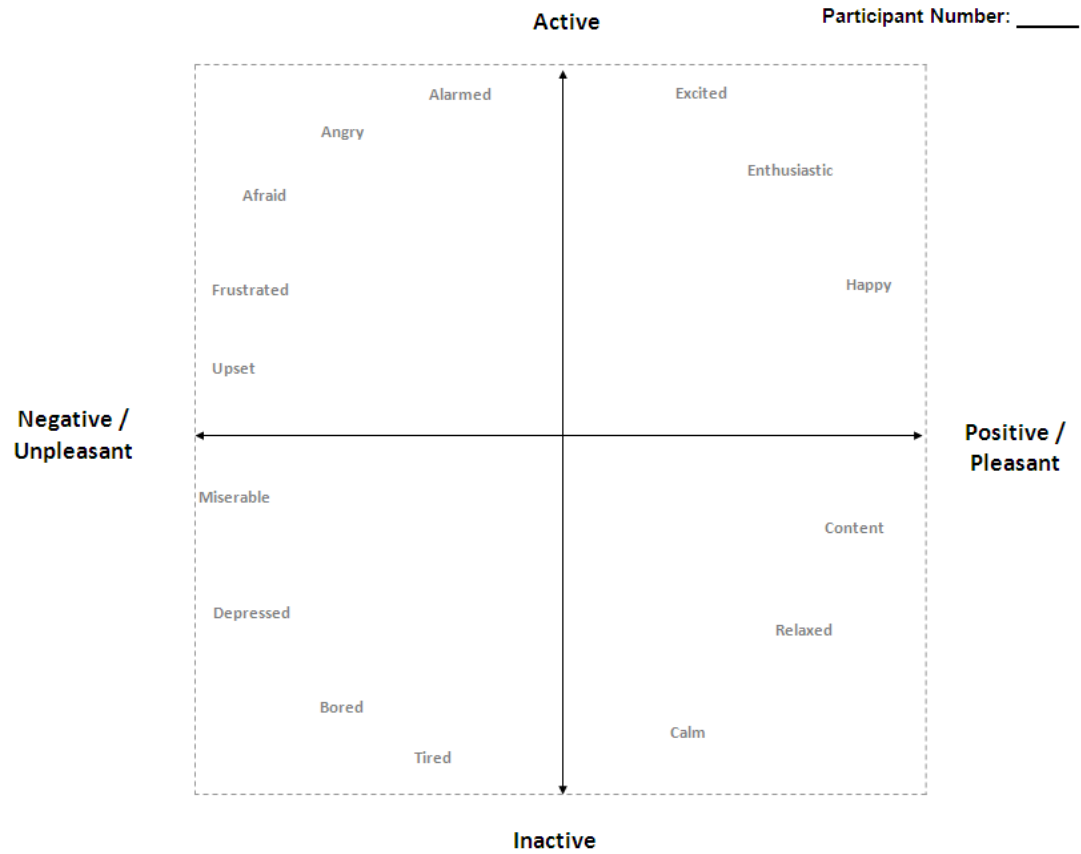 Participant Number: _____
Active
Alarmed
Excited
Angry
Enthusiastic
Afraid
Frustrated
Happy
Upset
Negative /
Unpleasant
Positive /
Pleasant
Miserable
Content
Depressed
Relaxed
Bored
Calm
Tired
Inactive